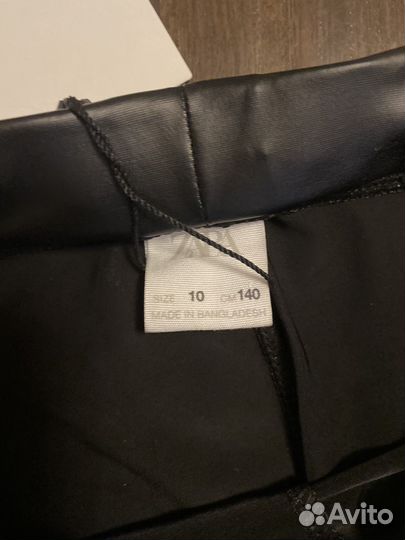 ZARA
SIZE 10 CM 140
MADE IN BANGLADESH
Avito